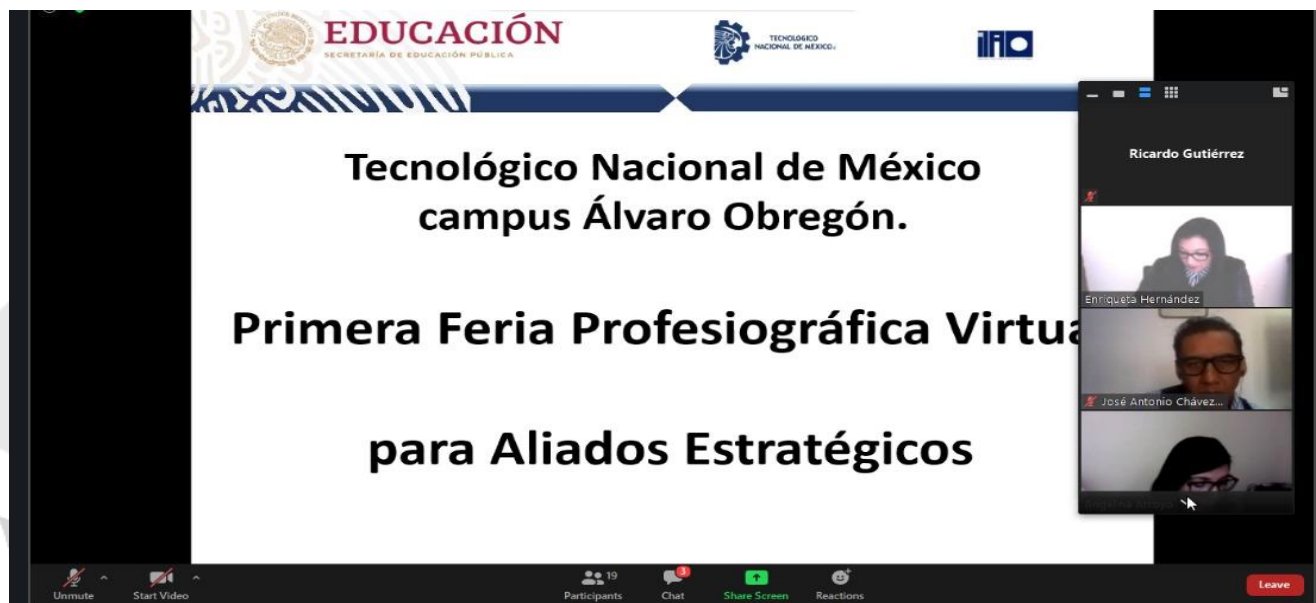 EDUCACIÓN
SECRETARÍA DE EDUCACIÓN PÚBLICA
TECNOLÓGICO
NACIONAL DE MÉXICO
Tecnológico Nacional de México
campus Álvaro Obregón.
Primera Feria Profesiográfica Virtua
para Aliados Estratégicos
Ricardo Gutiérrez
Enriqueta Hernández
José Antonio Chávez...
Unmute
Start Video
19
Participants
3
Chat
Share Screen
Reactions
Leave